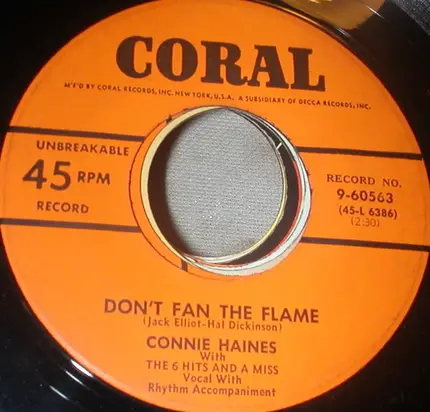 CORAL
M'F'D BY CORAL RECORDS, INC. NEW YORK, U.S.A. A SUBSIDIARY OF DECCA RECORDS, INC.
UNBREAKABLE
45 RPM
RECORD
RECORD NO.
9-60563
(45-L 6386)
(2:30)
DON'T FAN THE FLAME
(Jack Elliot-Hal Dickinson)
CONNIE HAINES
With
THE 6 HITS AND A MISS
Vocal With
Rhythm Accompaniment